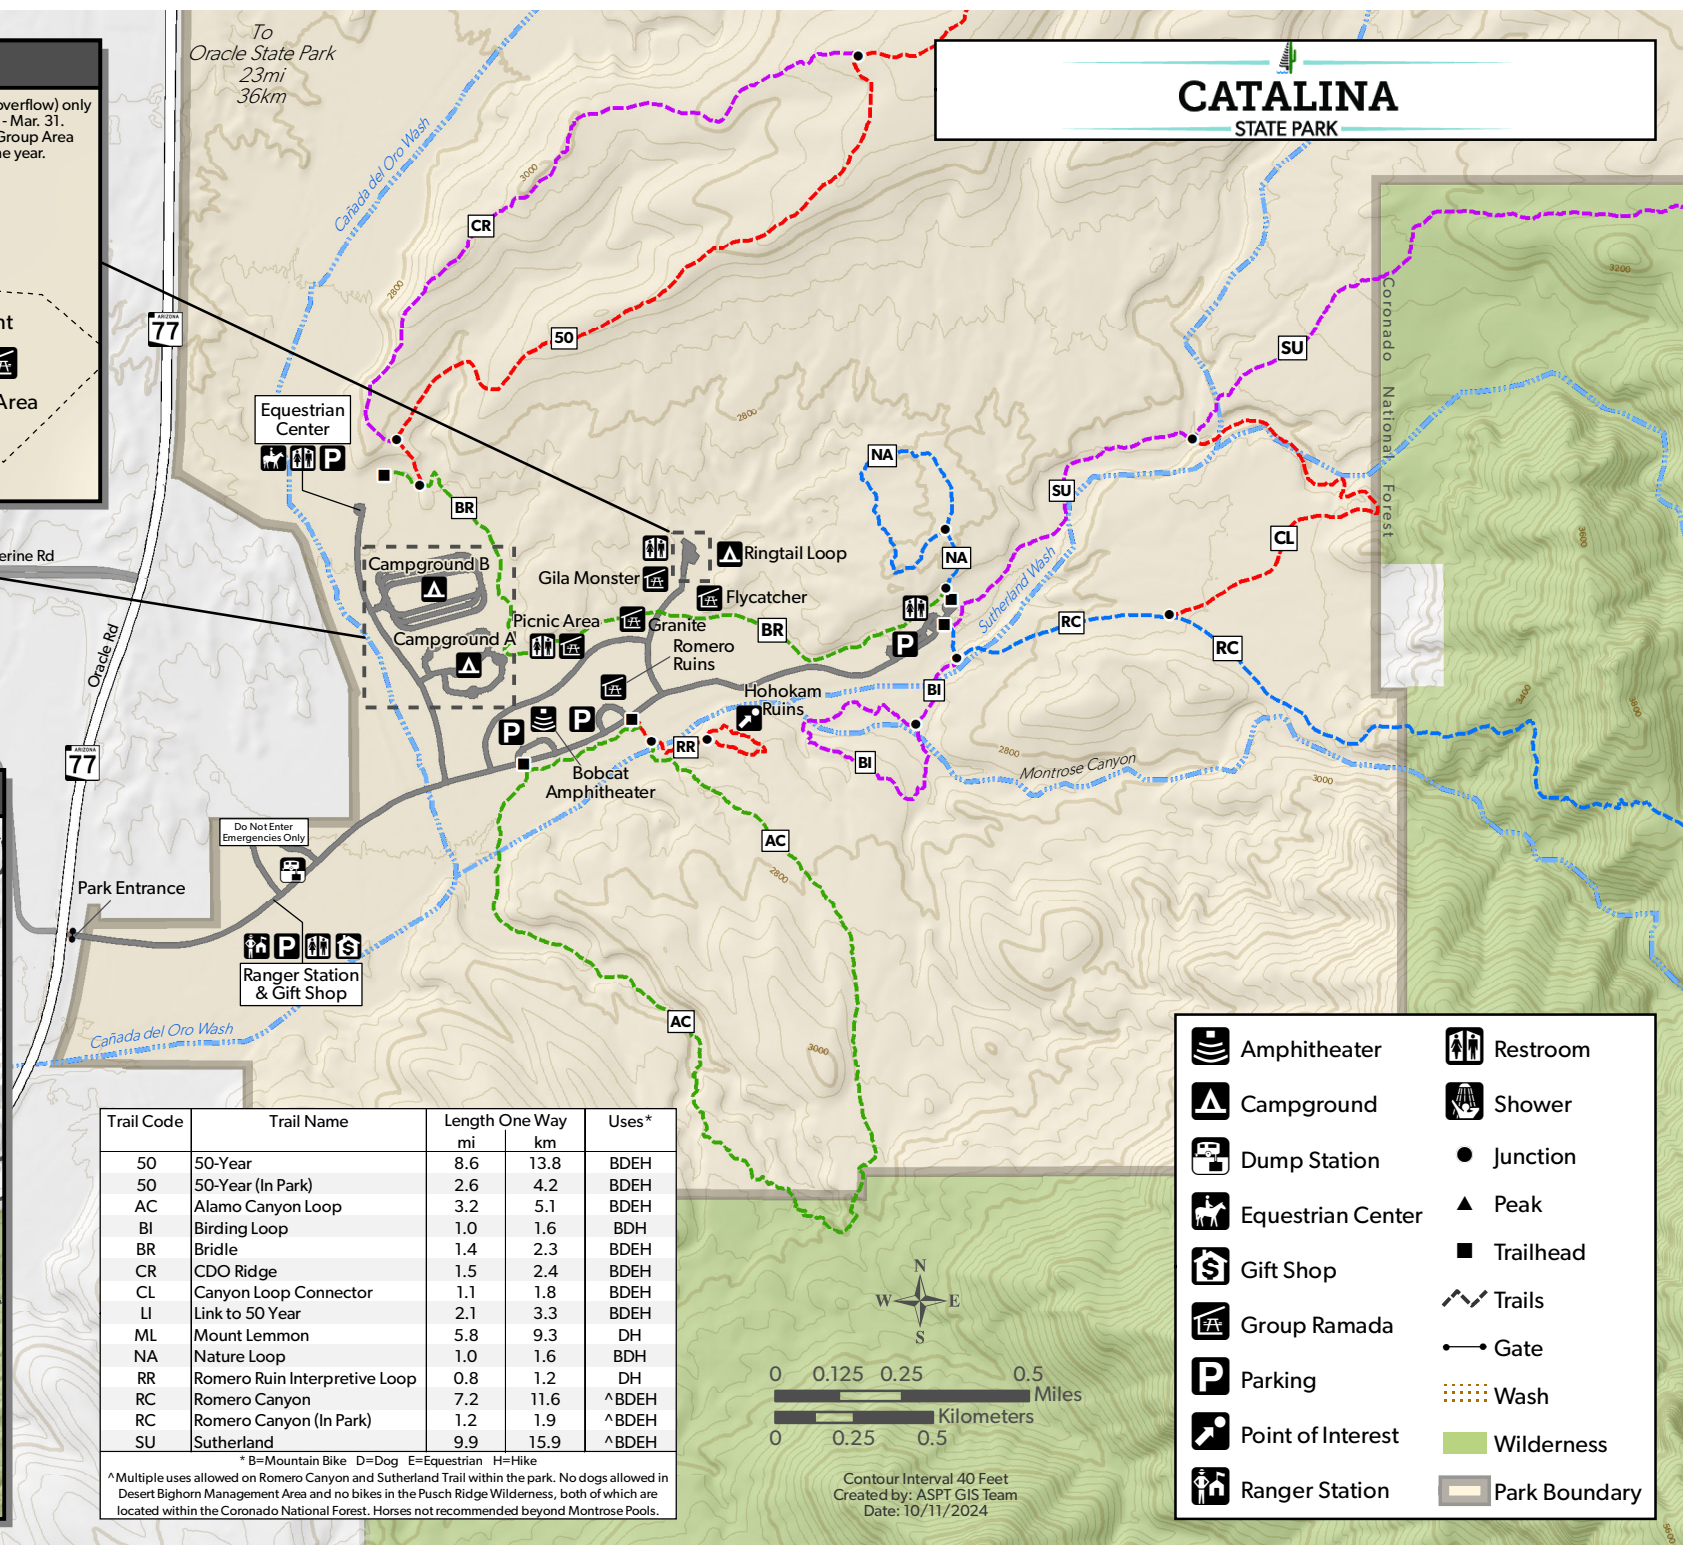 To
Oracle State Park
23mi
36km
overflow) only
- Mar. 31.
Group Area
e year.
nt
Area
CATALINA
STATE PARK
Cañada del Oro Wash
3000
CR
2800
50
ARIZONA
77
3200
SU
Coronado National Forest
Equestrian
Center
P
2800
NA
SU
BR
CL
3600
erine Rd
Campground B
Ringtail Loop
Gila Monster
NA
Flycatcher
Sutherland Wash
Picnic Area
Granite
BR
RC
RC
Campground A
Romero
Ruins
P
Oracle Rd
Hohokam
Ruins
BI
3400
3800
P
P
RR
2800
BI
Montrose Canyon
3000
ARIZONA
77
Bobcat
Amphitheater
Do Not Enter
Emergencies Only
AC
2800
Park Entrance
P
Ranger Station
& Gift Shop
Cañada del Oro Wash
AC
3000
Trail Code Trail Name Length One Way Uses*
mi km
50 50-Year 8.6 13.8 BDEH
50 50-Year (In Park) 2.6 4.2 BDEH
AC Alamo Canyon Loop 3.2 5.1 BDEH
BI Birding Loop 1.0 1.6 BDH
BR Bridle 1.4 2.3 BDEH
CR CDO Ridge 1.5 2.4 BDEH
CL Canyon Loop Connector 1.1 1.8 BDEH
LI Link to 50 Year 2.1 3.3 BDEH
ML Mount Lemmon 5.8 9.3 DH
NA Nature Loop 1.0 1.6 BDH
RR Romero Ruin Interpretive Loop 0.8 1.2 DH
RC Romero Canyon 7.2 11.6 ^BDEH
RC Romero Canyon (In Park) 1.2 1.9 ^BDEH
SU Sutherland 9.9 15.9 ^BDEH
* B=Mountain Bike D=Dog E=Equestrian H=Hike
^Multiple uses allowed on Romero Canyon and Sutherland Trail within the park. No dogs allowed in
Desert Bighorn Management Area and no bikes in the Pusch Ridge Wilderness, both of which are
located within the Coronado National Forest. Horses not recommended beyond Montrose Pools.
N
W E
S
0 0.125 0.25 0.5
Miles
Kilometers
0 0.25 0.5
Contour Interval 40 Feet
Created by: ASPT GIS Team
Date: 10/11/2024
Amphitheater
Campground
Dump Station
Equestrian Center
Gift Shop
Group Ramada
P Parking
Point of Interest
Ranger Station
Restroom
Shower
Junction
Peak
Trailhead
Trails
Gate
Wash
Wilderness
Park Boundary